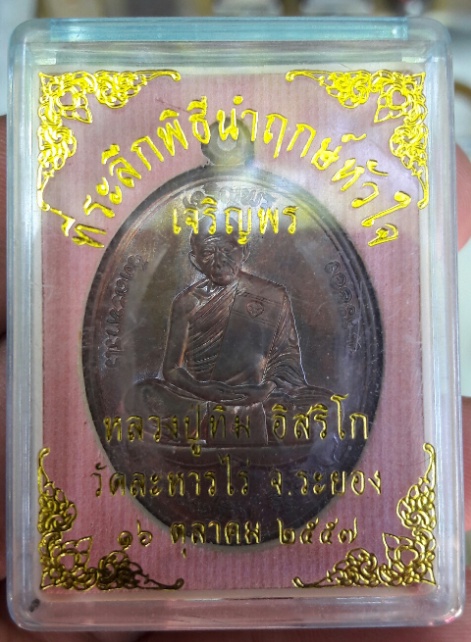 ที่ระลึกพิธีนำฤกษ์หัวใจ
เจริญพร
หลวงปู่ทิม อิสริโก
วัดละหารไร่ จ.ระยอง
๑๖ ตุลาคม ๒๕๕๗